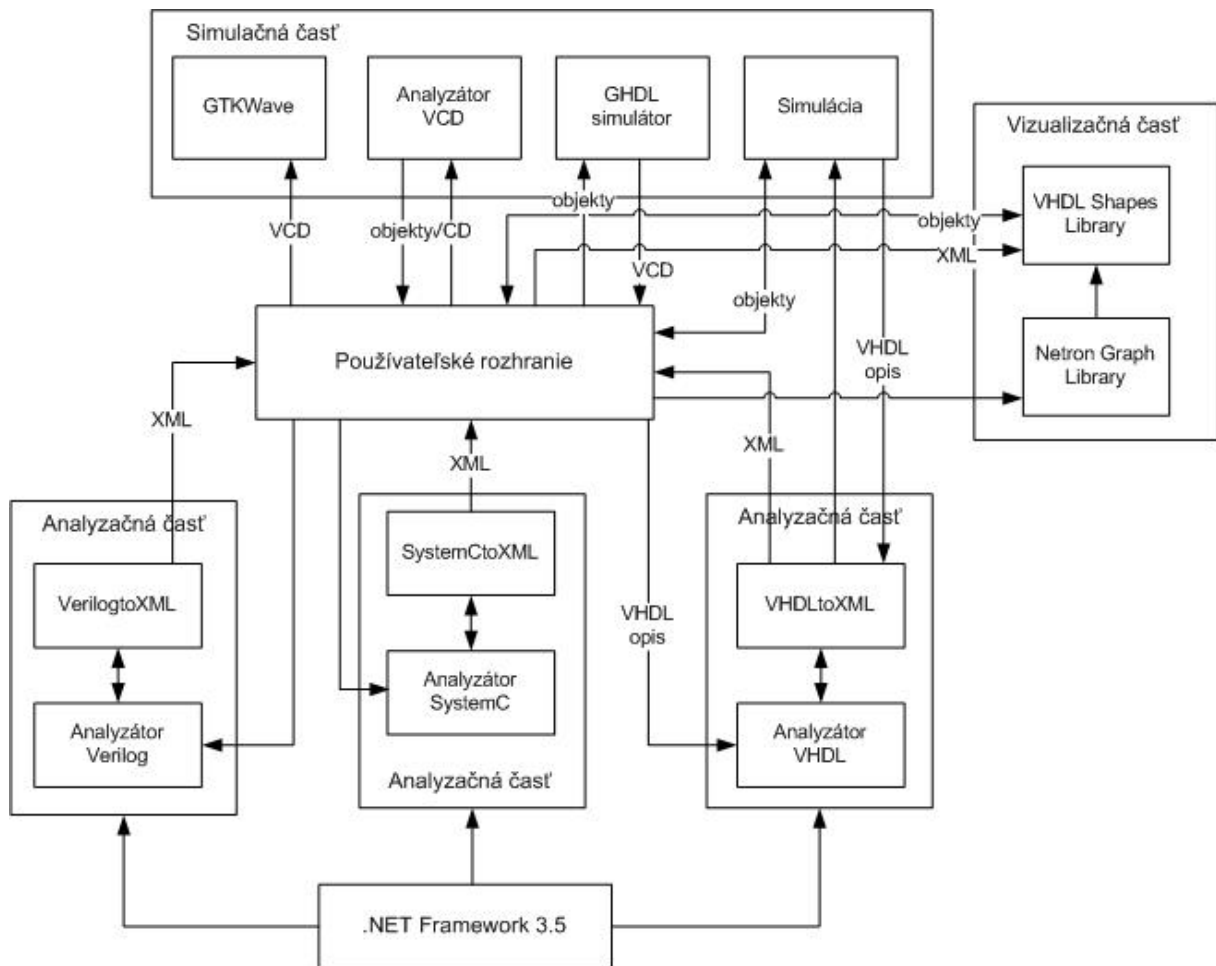 Simulačná časť
GTKWave
Analyzátor
VCD
GHDL
simulátor
Simulácia
Vizualizačná časť
VHDL Shapes
Library
Netron Graph
Library
VCD
objekty
VCD
objekty
VCD
objekty
objekty
XML
VHDL
opis
Používateľské rozhranie
XML
XML
XML
Analyzačná časť
VerilogtoXML
Analyzátor
Verilog
SystemCtoXML
Analyzátor
SystemC
Analyzačná časť
VHDL
opis
Analyzačná časť
VHDLtoXML
Analyzátor
VHDL
.NET Framework 3.5